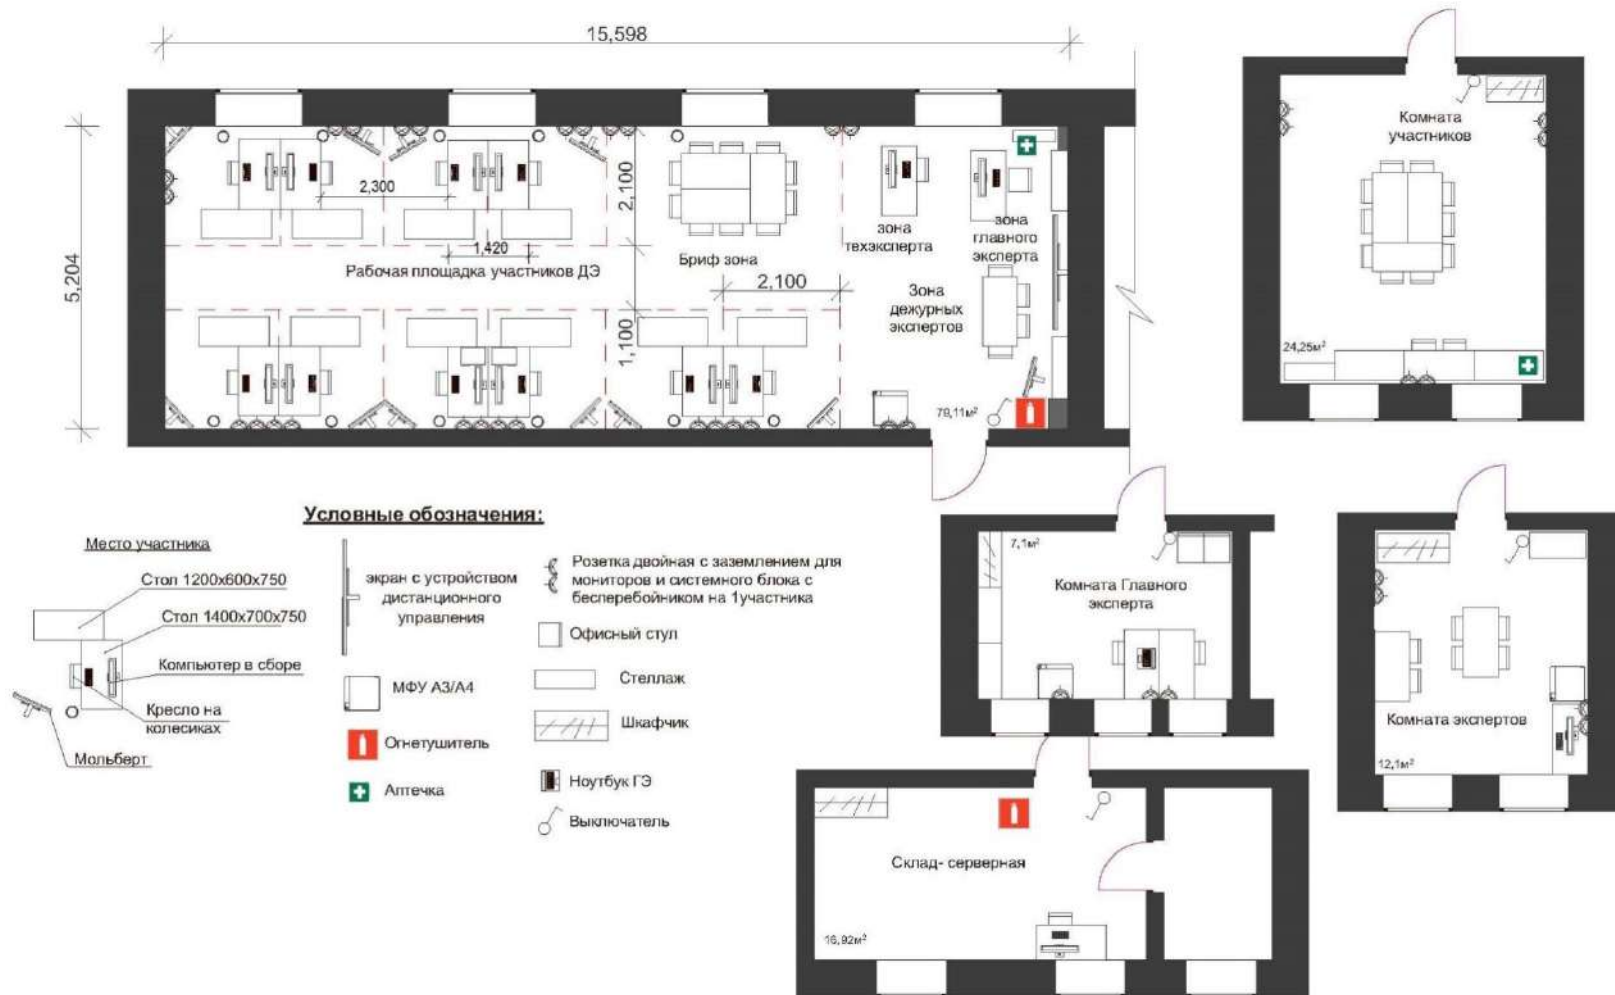 15,598
5,204
2,300
2,100
1,420
Рабочая площадка участников ДЭ
1,100
Бриф зона
2,100
зона
техэксперта
зона
главного
эксперта
Зона
дежурных
экспертов
79,11м²
Комната
участников
24,25м²
Условные обозначения:
Место участника
Стол 1200х600х750
Стол 1400х700х750
Компьютер в сборе
Кресло на
колесиках
Мольберт
экран с устройством
дистанционного
управления
МФУ А3/А4
Огнетушитель
Аптечка
Розетка двойная с заземлением для
мониторов и системного блока с
бесперебойником на 1участника
Офисный стул
Стеллаж
Шкафчик
Ноутбук ГЭ
Выключатель
7,1м²
Комната Главного
эксперта
Комната экспертов
12,1м²
Склад- серверная
16,92м²